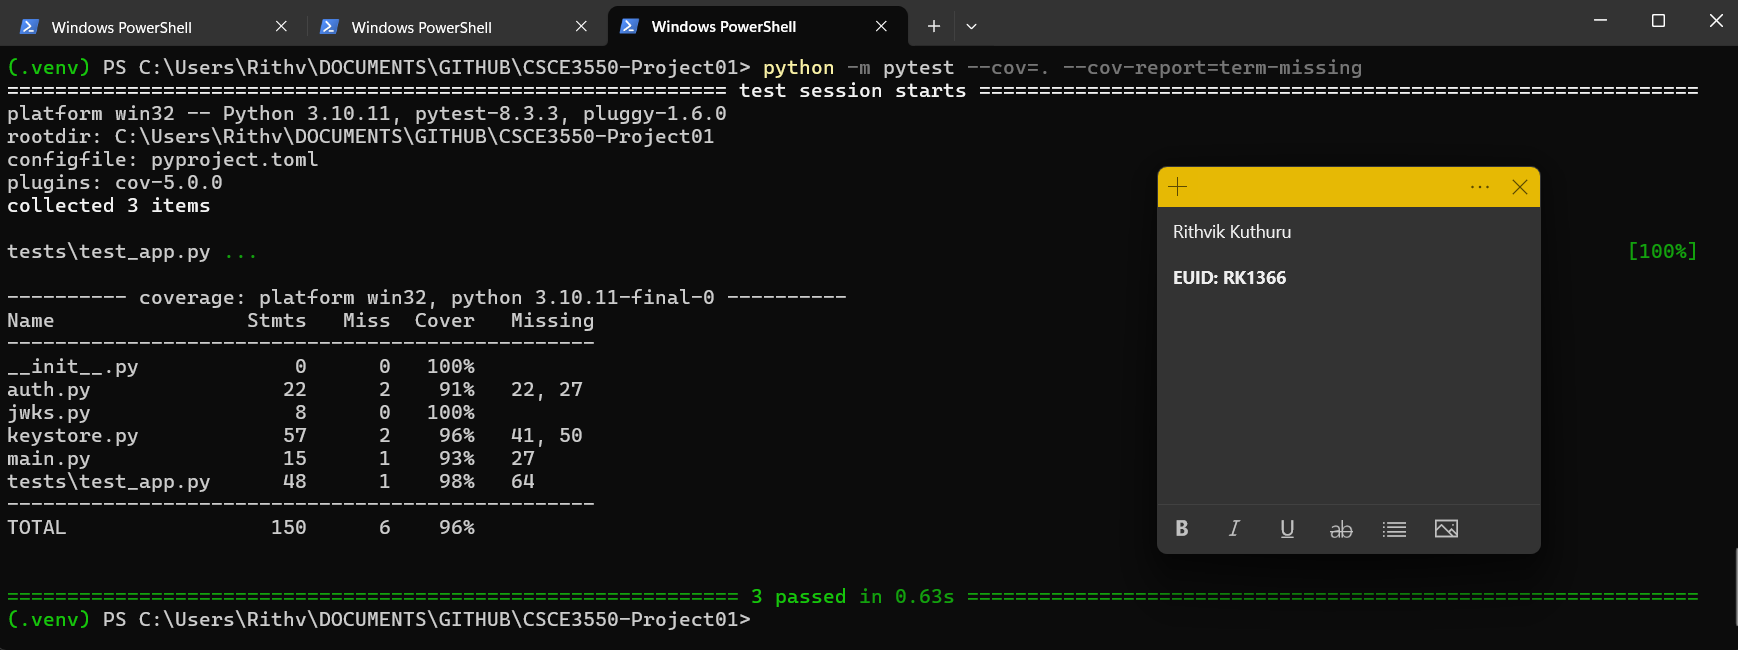 Windows PowerShell
Windows PowerShell
Windows PowerShell
(.venv) PS C:\Users\Rithv\DOCUMENTS\GITHUB\CSCE3550-Project01> python -m pytest --cov=. --cov-report=term-missing
============================================================ test session starts ============================================================
platform win32 -- Python 3.10.11, pytest-8.3.3, pluggy-1.6.0
rootdir: C:\Users\Rithv\DOCUMENTS\GITHUB\CSCE3550-Project01
configfile: pyproject.toml
plugins: cov-5.0.0
collected 3 items
tests\test_app.py ... [100%]
---------- coverage: platform win32, python 3.10.11-final-0 ----------
Name                Stmts   Miss  Cover   Missing
-------------------------------------------------
__init__.py             0      0   100%
auth.py                22      2    91%   22, 27
jwks.py                 8      0   100%
keystore.py            57      2    96%   41, 50
main.py                15      1    93%   27
tests\test_app.py      48      1    98%   64
-------------------------------------------------
TOTAL                 150      6    96%
============================================================= 3 passed in 0.63s =============================================================
(.venv) PS C:\Users\Rithv\DOCUMENTS\GITHUB\CSCE3550-Project01>
Rithvik Kuthuru
EUID: RK1366
B I U ab